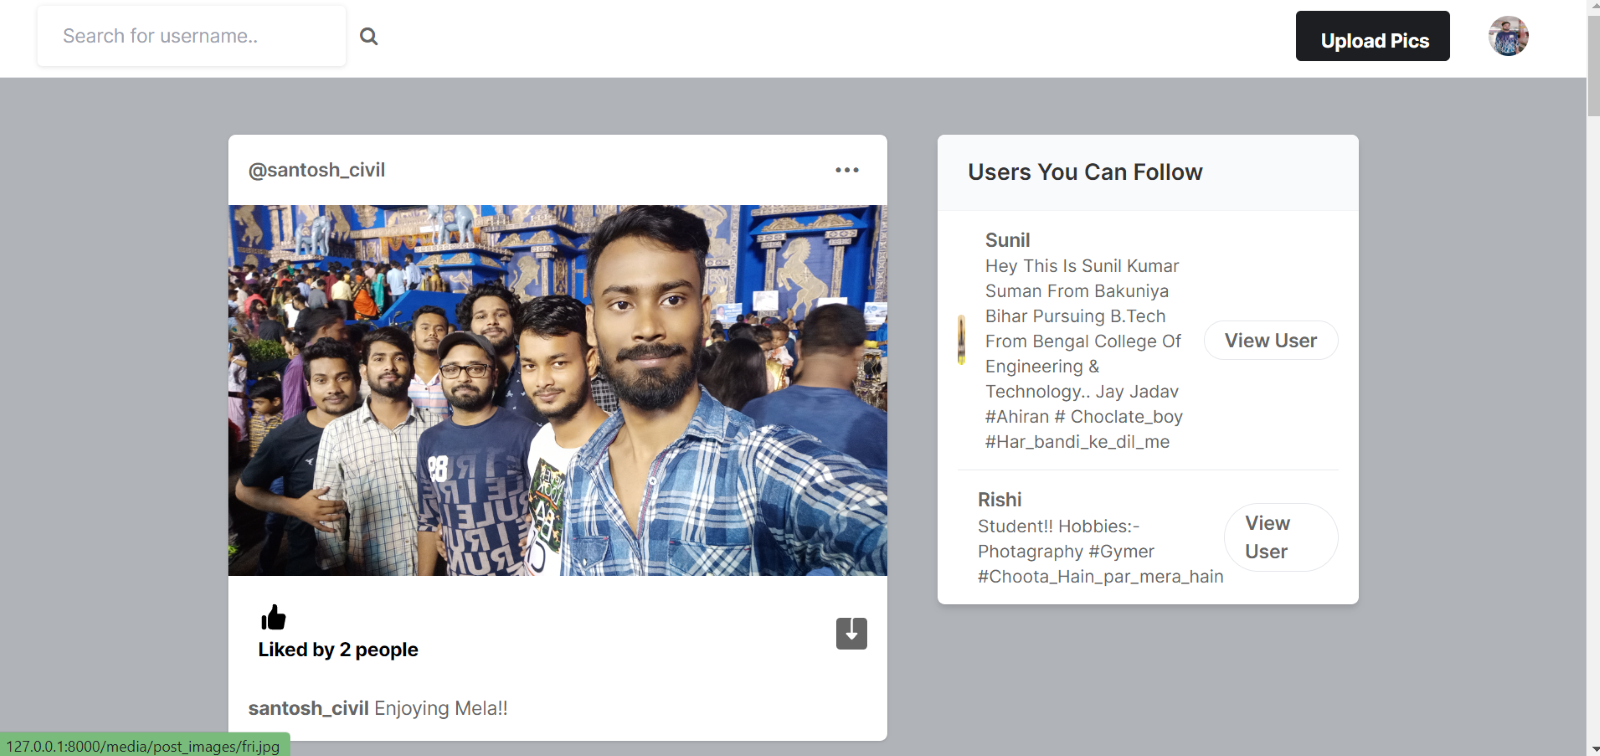 Search for username..
Upload Pics
@santosh_civil
Liked by 2 people
santosh_civil Enjoying Mela!!
Users You Can Follow
Sunil
Hey This Is Sunil Kumar
Suman From Bakuniya
Bihar Pursuing B.Tech
From Bengal College Of
Engineering &
Technology.. Jay Jadav
#Ahiran # Choclate_boy
#Har_bandi_ke_dil_me
View User
Rishi
Student!! Hobbies:-
Photagraphy #Gymer
#Choota_Hain_par_mera_hain
View
User
127.0.0.1:8000/media/post_images/fri.jpg